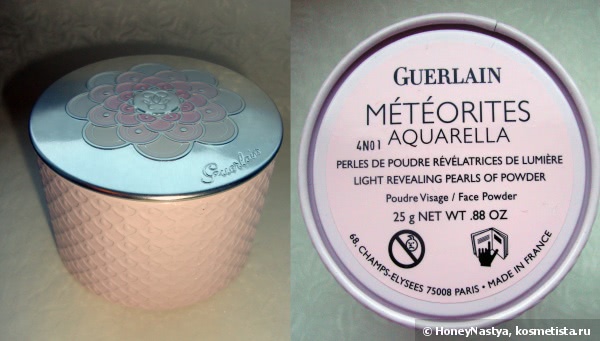 Guerlain
GUERLAIN
MÉTÉORITES
4N01
AQUARELLA
PERLES DE POUDRE RÉVÉLATRICES DE LUMIÈRE
LIGHT REVEALING PEARLS OF POWDER
Poudre Visage / Face Powder
25 g NET WT .88 OZ
68, CHAMPS-ELYSEES 75008 PARIS • MADE IN FRANCE
© HoneyNastya, kosmetista.ru